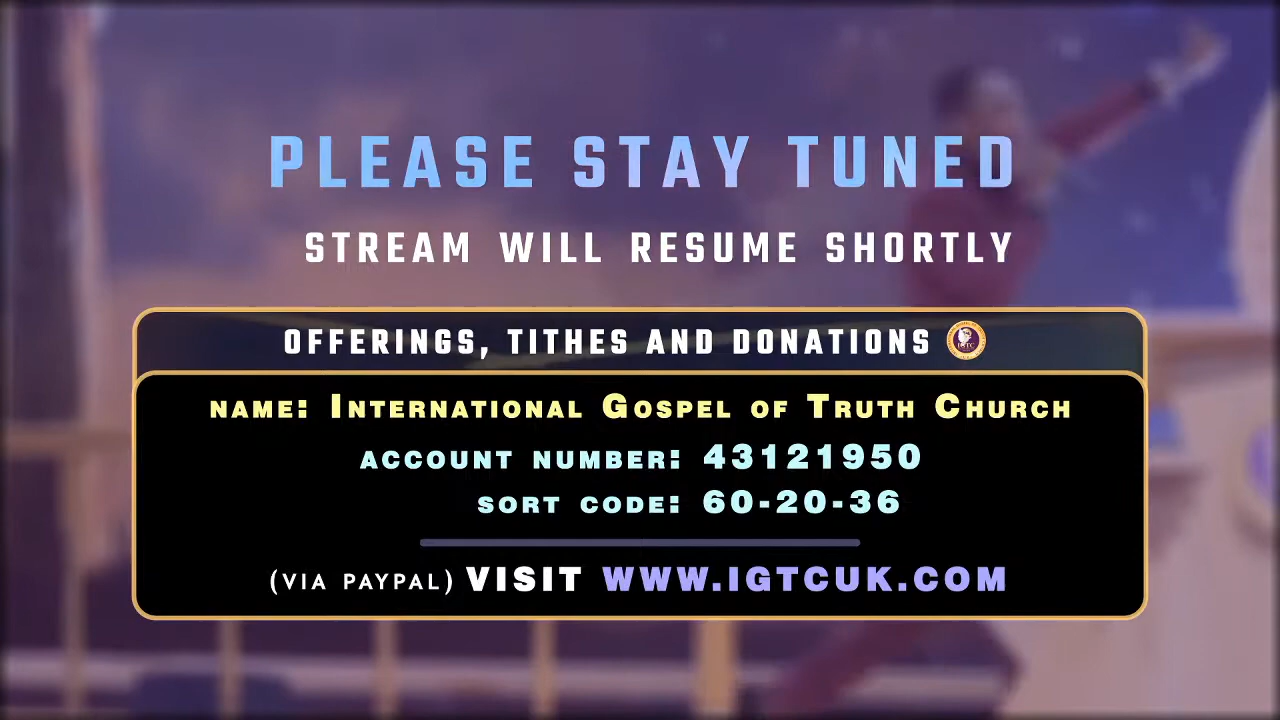 PLEASE STAY TUNED
STREAM WILL RESUME SHORTLY
OFFERINGS, TITHES AND DONATIONS
NAME: INTERNATIONAL GOSPEL OF TRUTH CHURCH
ACCOUNT NUMBER: 43121950
SORT CODE: 60-20-36
(VIA PAYPAL) VISIT WWW.IGTCUK.COM